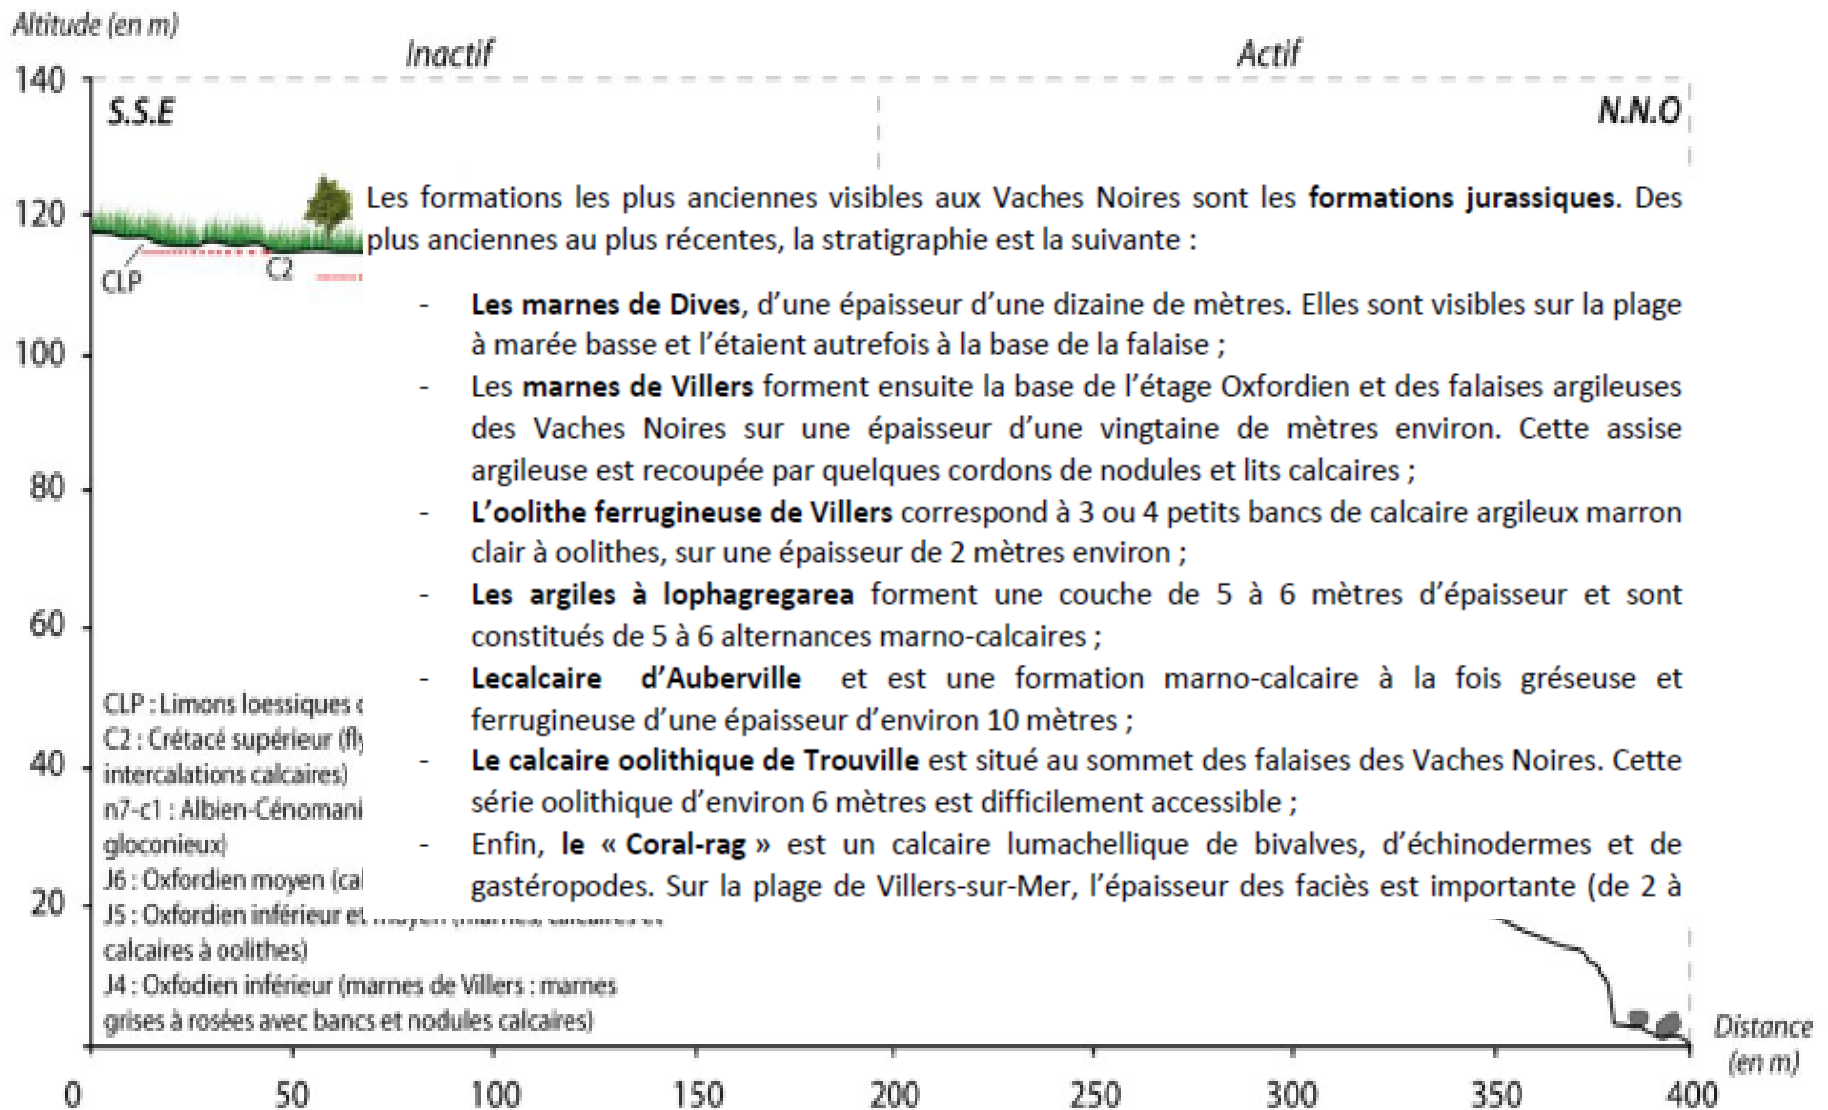 Altitude (en m)
Inactif
Actif
140
S.S.E
N.N.O
120
CLP
C2
100
80
60
40
20
Les formations les plus anciennes visibles aux Vaches Noires sont les formations jurassiques. Des
plus anciennes au plus récentes, la stratigraphie est la suivante :
- Les marnes de Dives, d'une épaisseur d'une dizaine de mètres. Elles sont visibles sur la plage
à marée basse et l'étaient autrefois à la base de la falaise ;
- Les marnes de Villers forment ensuite la base de l'étage Oxfordien et des falaises argileuses
des Vaches Noires sur une épaisseur d'une vingtaine de mètres environ. Cette assise
argileuse est recoupée par quelques cordons de nodules et lits calcaires ;
- L'oolithe ferrugineuse de Villers correspond à 3 ou 4 petits bancs de calcaire argileux marron
clair à oolithes, sur une épaisseur de 2 mètres environ ;
- Les argiles à lophagregarea forment une couche de 5 à 6 mètres d'épaisseur et sont
constitués de 5 à 6 alternances marno-calcaires ;
- Lecalcaire d'Auberville et est une formation marno-calcaire à la fois gréseuse et
ferrugineuse d'une épaisseur d'environ 10 mètres ;
- Le calcaire oolithique de Trouville est situé au sommet des falaises des Vaches Noires. Cette
série oolithique d'environ 6 mètres est difficilement accessible ;
- Enfin, le « Coral-rag » est un calcaire lumachellique de bivalves, d'échinodermes et de
gastéropodes. Sur la plage de Villers-sur-Mer, l'épaisseur des faciès est importante (de 2 à
CLP : Limons loessiques
C2 : Crétacé supérieur
intercalations calcaires)
n7-c1 : Albien-Cénomani
gloconieux)
J6 : Oxfordien moyen
J5 : Oxfordien inférieur et
calcaires à oolithes)
J4 : Oxfodien inférieur (marnes de Villers : marnes
grises à rosées avec bancs et nodules calcaires)
Distance
(en m)
0 50 100 150 200 250 300 350 400